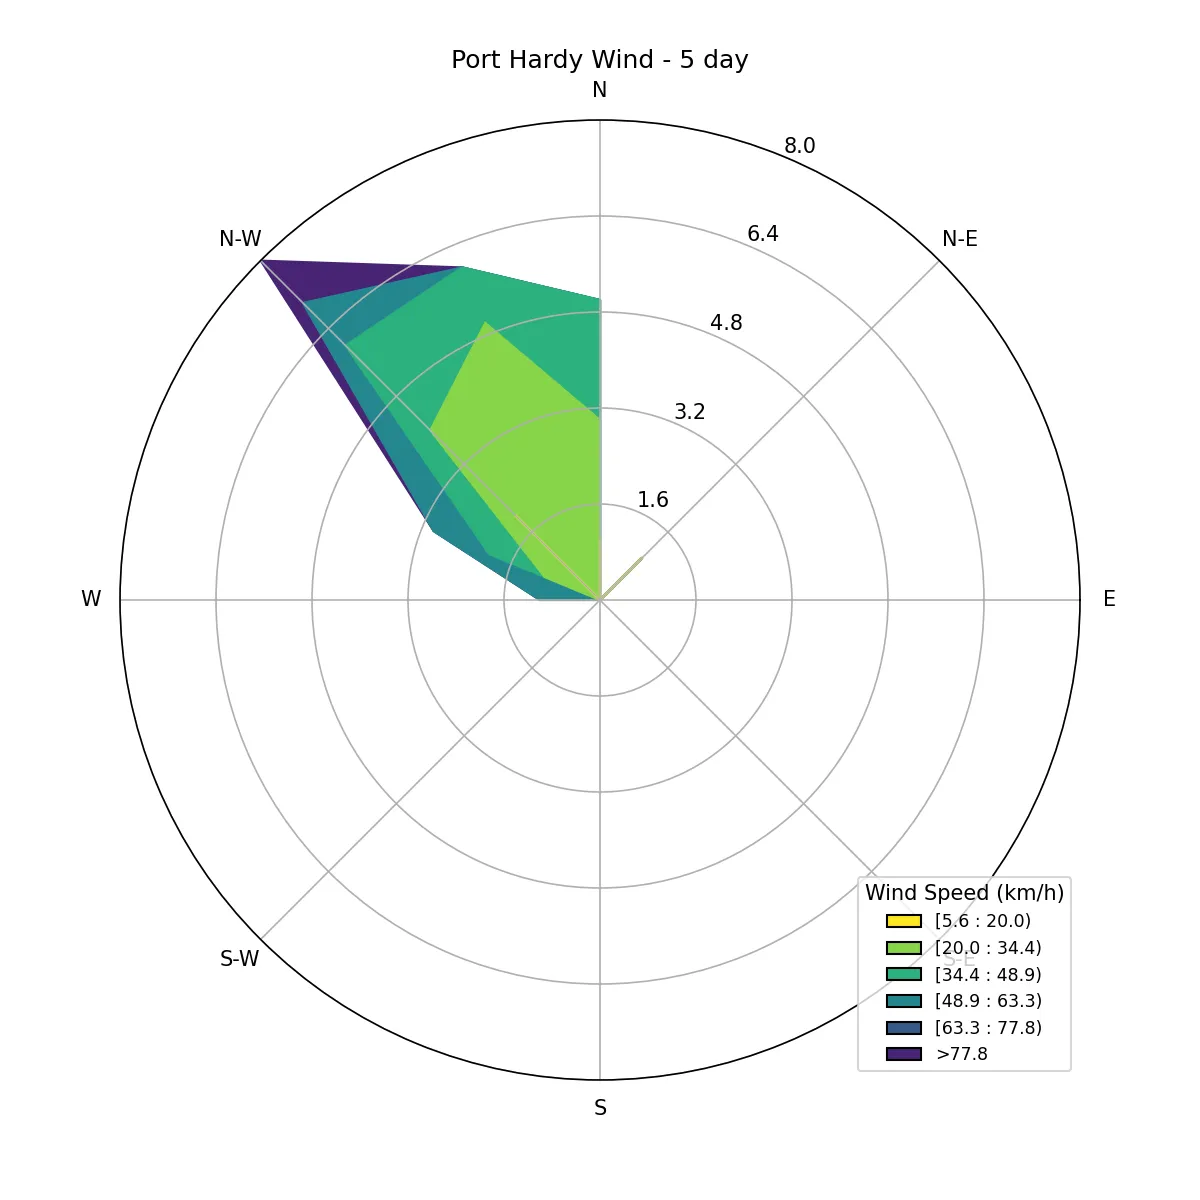 Port Hardy Wind - 5 day
N
8.0
N-W
6.4
N-E
4.8
3.2
1.6
W
E
Wind Speed (km/h)
[5.6 : 20.0)
[20.0 : 34.4)
S-W
S-E
[34.4 : 48.9)
[48.9 : 63.3)
[63.3 : 77.8)
>77.8
S